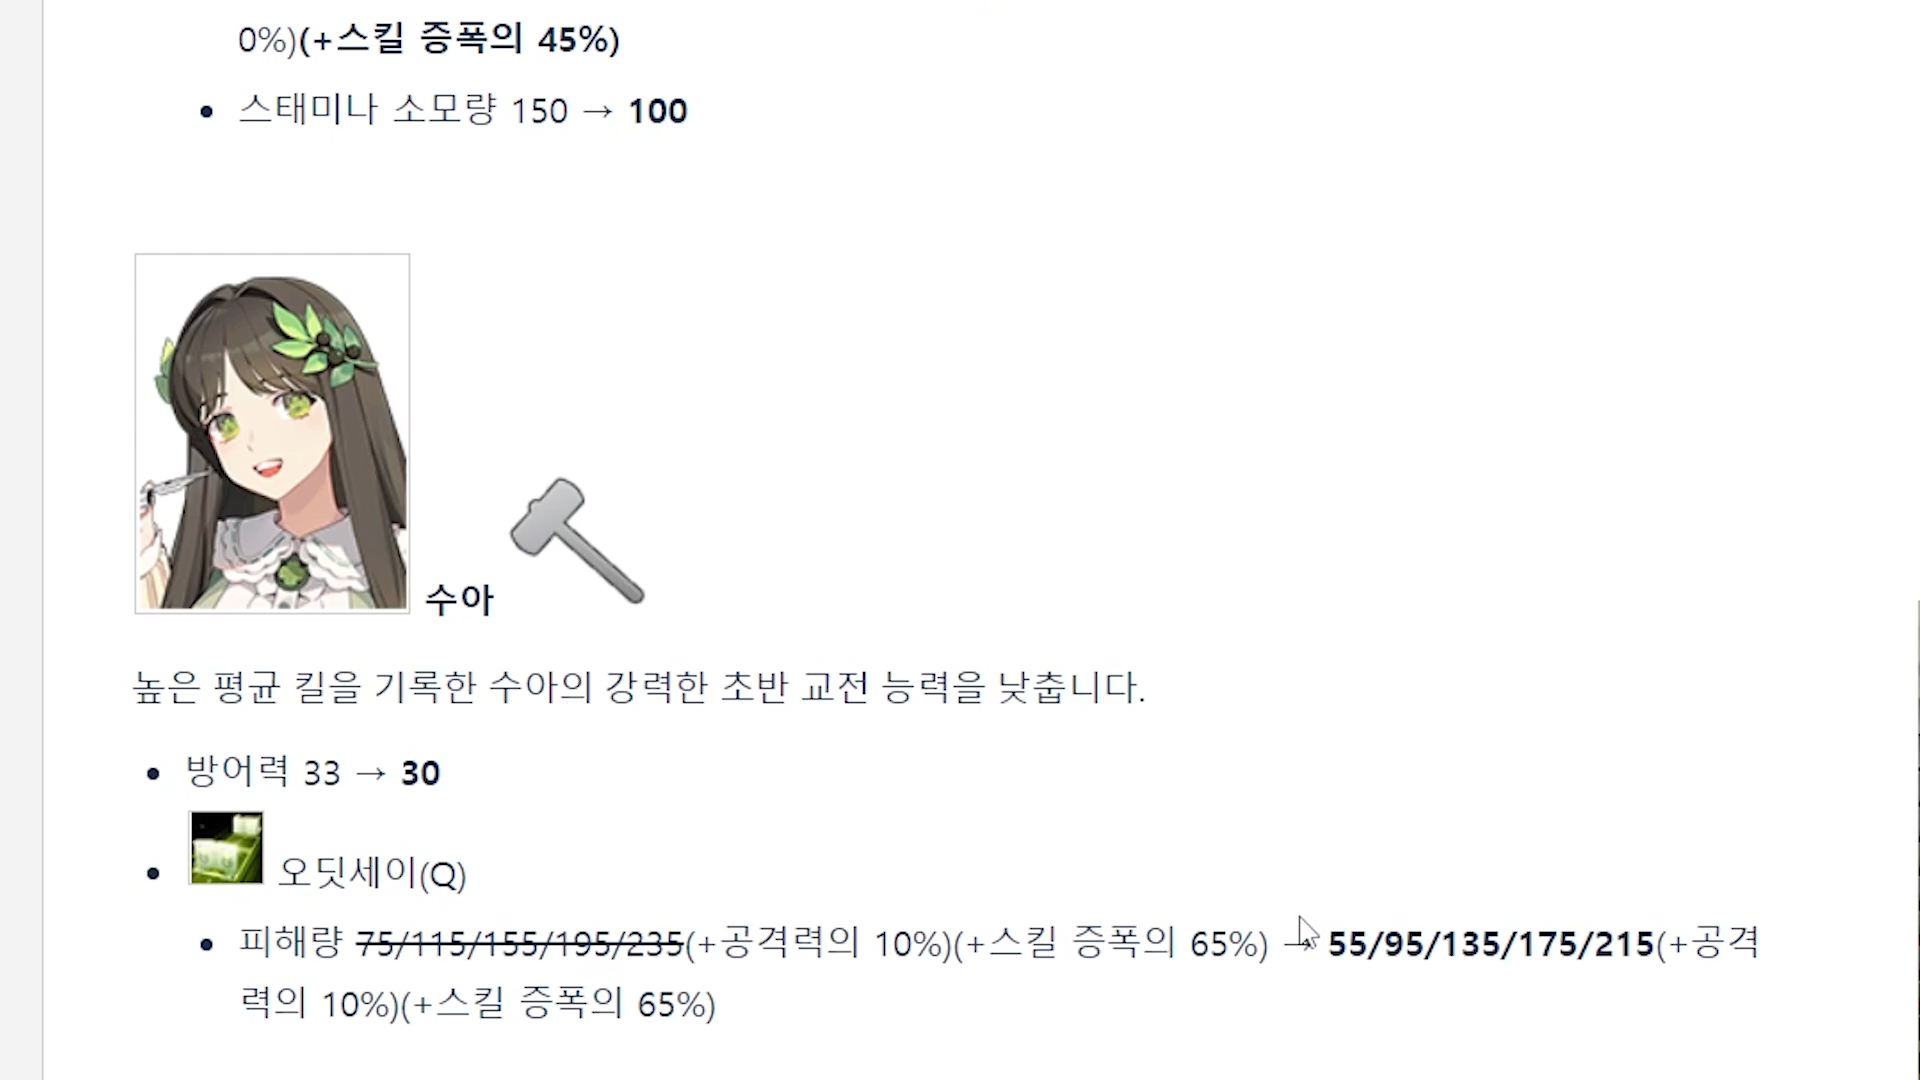 0%)(+스킬 증폭의 45%)
• 스태미나 소모량 150 → 100
수아
높은 평균 킬을 기록한 수아의 강력한 초반 교전 능력을 낮춥니다.
• 방어력 33 → 30
• 오딧세이(Q)
• 피해량 75/115/155/195/235(+공격력의 10%)(+스킬 증폭의 65%) → 55/95/135/175/215(+공격
력의 10%)(+스킬 증폭의 65%)